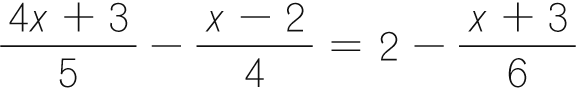 (4x + 3)/5 − (x − 2)/4 = 2 − (x + 3)/6